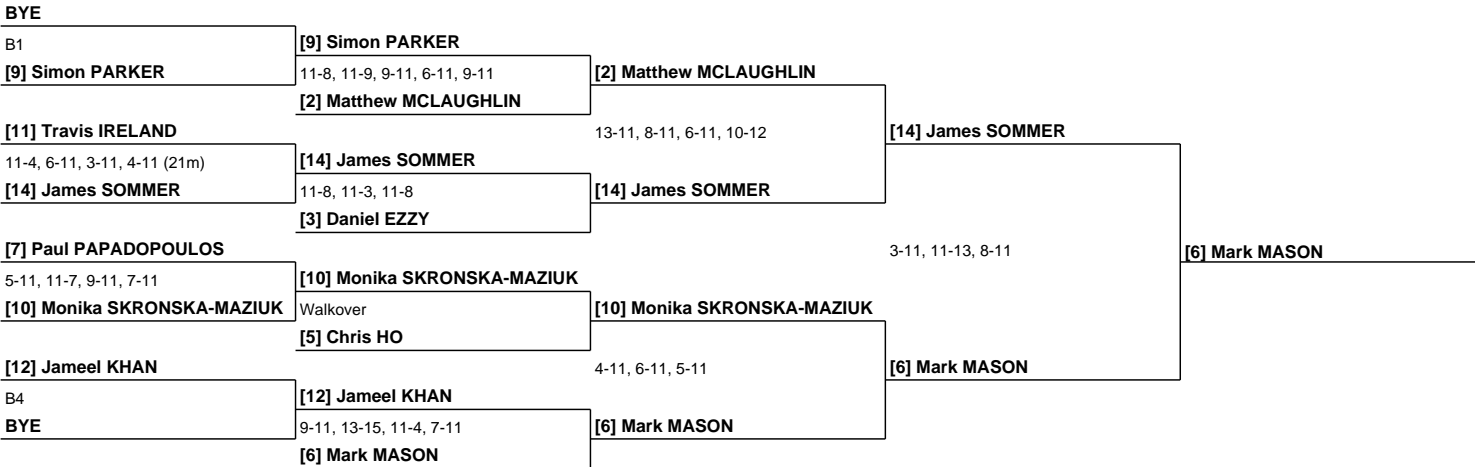 BYE
B1
[9] Simon PARKER
[9] Simon PARKER
11-8, 11-9, 9-11, 6-11, 9-11
[2] Matthew MCLAUGHLIN
[2] Matthew MCLAUGHLIN
[11] Travis IRELAND
13-11, 8-11, 6-11, 10-12
[14] James SOMMER
11-4, 6-11, 3-11, 4-11 (21m)
[14] James SOMMER
[14] James SOMMER
11-8, 11-3, 11-8
[14] James SOMMER
[3] Daniel EZZY
[7] Paul PAPADOPOULOS
3-11, 11-13, 8-11
[6] Mark MASON
5-11, 11-7, 9-11, 7-11
[10] Monika SKRONSKA-MAZIUK
[10] Monika SKRONSKA-MAZIUK
Walkover
[10] Monika SKRONSKA-MAZIUK
[5] Chris HO
[12] Jameel KHAN
4-11, 6-11, 5-11
[6] Mark MASON
B4
[12] Jameel KHAN
BYE
9-11, 13-15, 11-4, 7-11
[6] Mark MASON
[6] Mark MASON